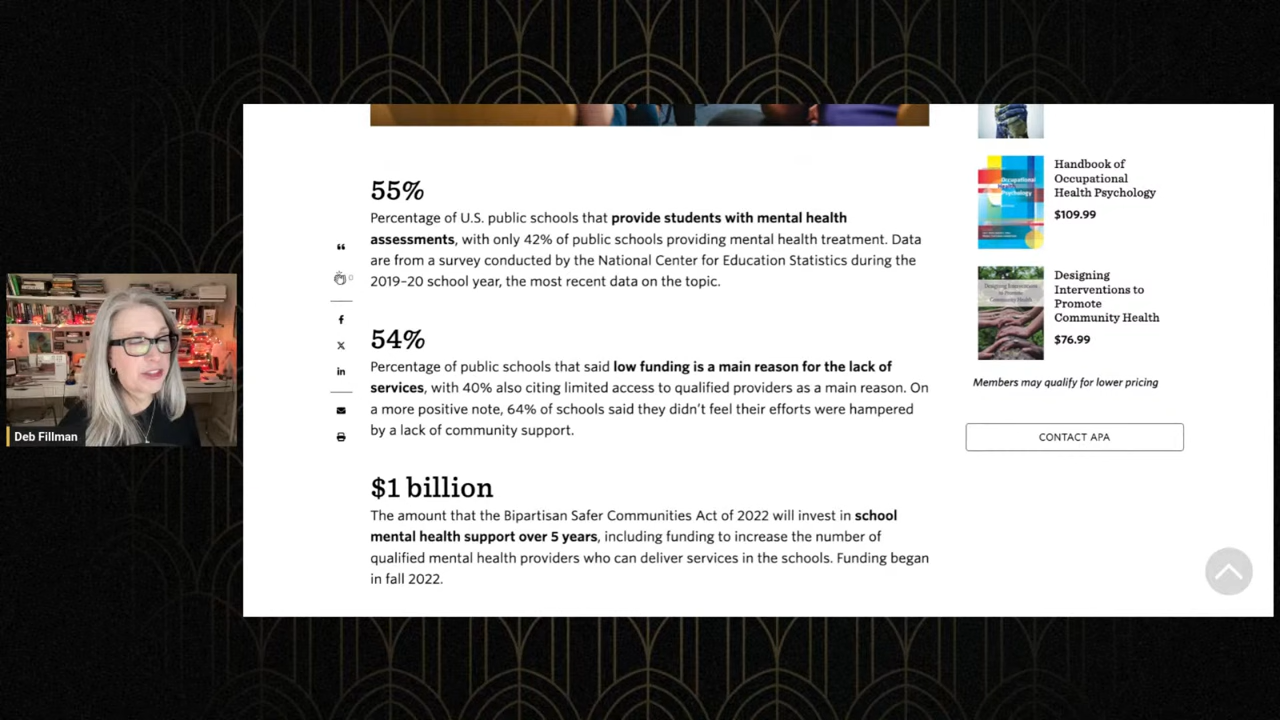 55%
Percentage of U.S. public schools that provide students with mental health
assessments, with only 42% of public schools providing mental health treatment. Data
are from a survey conducted by the National Center for Education Statistics during the
2019–20 school year, the most recent data on the topic.
54%
Percentage of public schools that said low funding is a main reason for the lack of
services, with 40% also citing limited access to qualified providers as a main reason. On
a more positive note, 64% of schools said they didn’t feel their efforts were hampered
by a lack of community support.
$1 billion
The amount that the Bipartisan Safer Communities Act of 2022 will invest in school
mental health support over 5 years, including funding to increase the number of
qualified mental health providers who can deliver services in the schools. Funding began
in fall 2022.
Handbook of
Occupational
Health Psychology
$109.99
Designing
Interventions to
Promote
Community Health
$76.99
Members may qualify for lower pricing
CONTACT APA
Deb Fillman